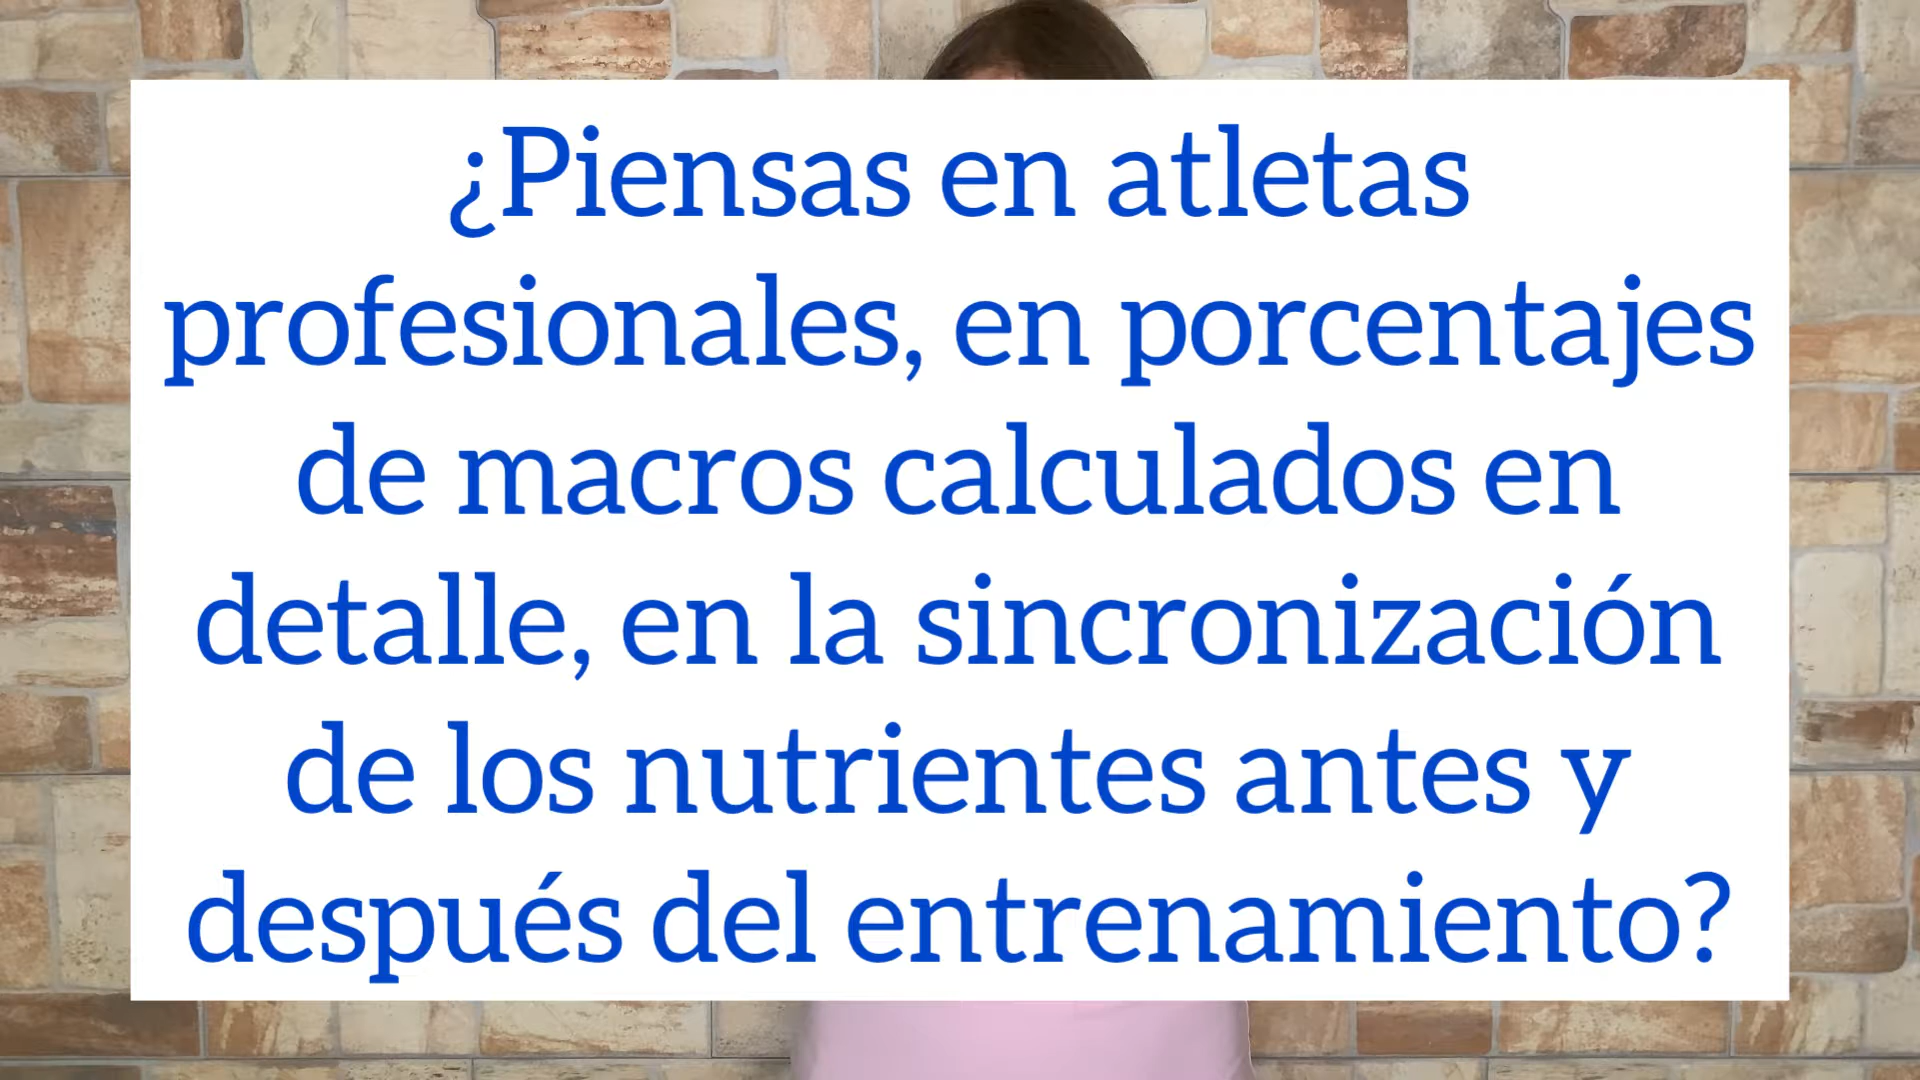 ¿Piensas en atletas
profesionales, en porcentajes
de macros calculados en
detalle, en la sincronización
de los nutrientes antes y
después del entrenamiento?